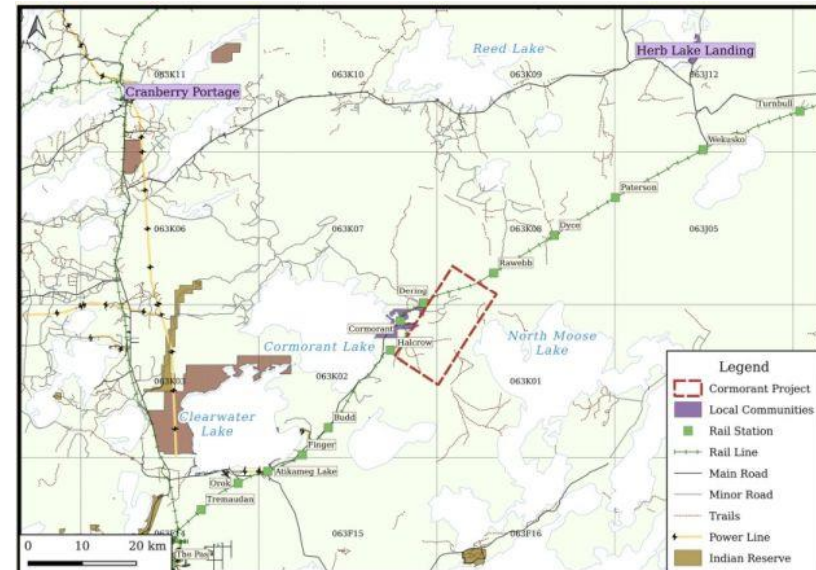 Reed Lake
Herb Lake Landing
063K11
063K10
063K09
063J12
Cranberry Portage
Turnbull
Wekusko
Paterson
063K06
063K07
063K08
063J05
Dyce
Rawebb
Dering
Cormorant
Cormorant Lake
Halcrow
North Moose
Lake
063K03
063K02
063K01
Clearwater
Lake
Budd
Finger
Atikameg Lake
Orok
Tremaudan
063F14
063F15
063F16
The Pas
0 10 20 km
Legend
Cormorant Project
Local Communities
Rail Station
Rail Line
Main Road
Minor Road
Trails
Power Line
Indian Reserve